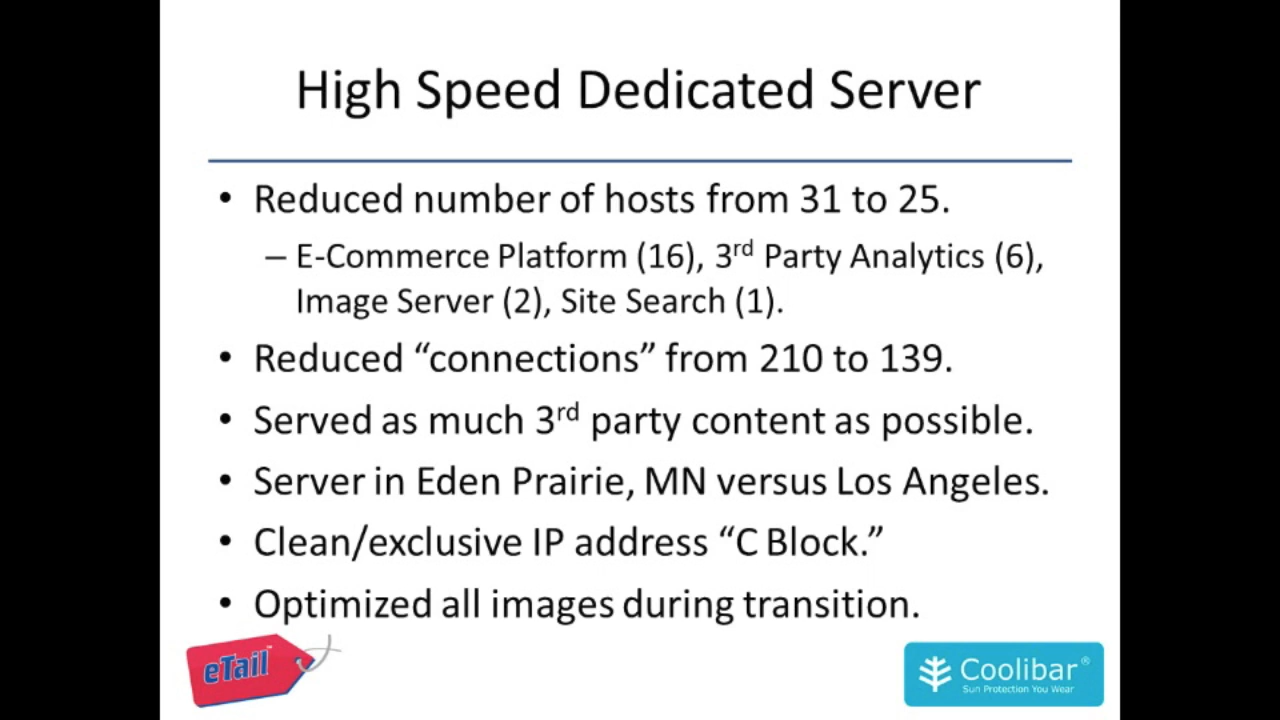 High Speed Dedicated Server
• Reduced number of hosts from 31 to 25.
– E-Commerce Platform (16), 3rd Party Analytics (6),
Image Server (2), Site Search (1).
• Reduced “connections” from 210 to 139.
• Served as much 3rd party content as possible.
• Server in Eden Prairie, MN versus Los Angeles.
• Clean/exclusive IP address “C Block.”
• Optimized all images during transition.
eTail
Coolibar®
Sun Protection You Wear